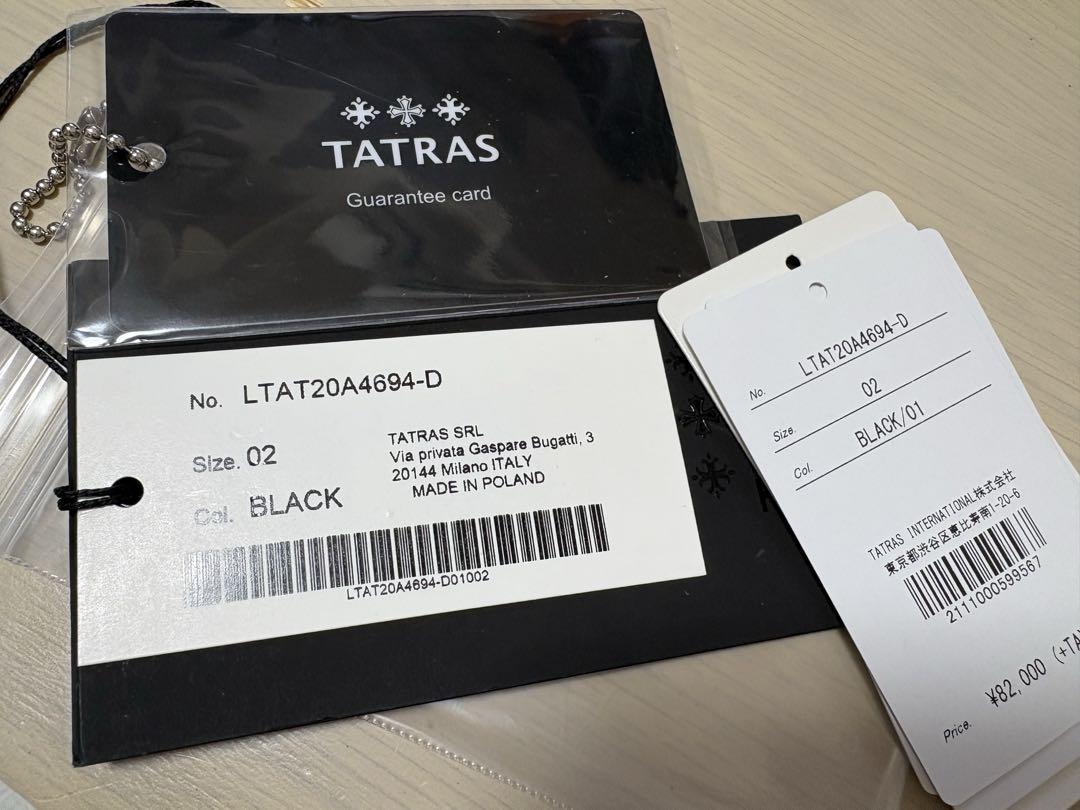 TATRAS
Guarantee card
No. LTAT20A4694-D
Size. 02
Col. BLACK
TATRAS SRL
Via privata Gaspare Bugatti, 3
20144 Milano ITALY
MADE IN POLAND
LTAT20A4694-D01002
No. LTAT20A4694-D
Size. 02
Col. BLACK/01
TATRAS INTERNATIONAL株式会社
東京都渋谷区恵比寿南1-20-6
2111000599567
Price. ¥82,000 (+TA